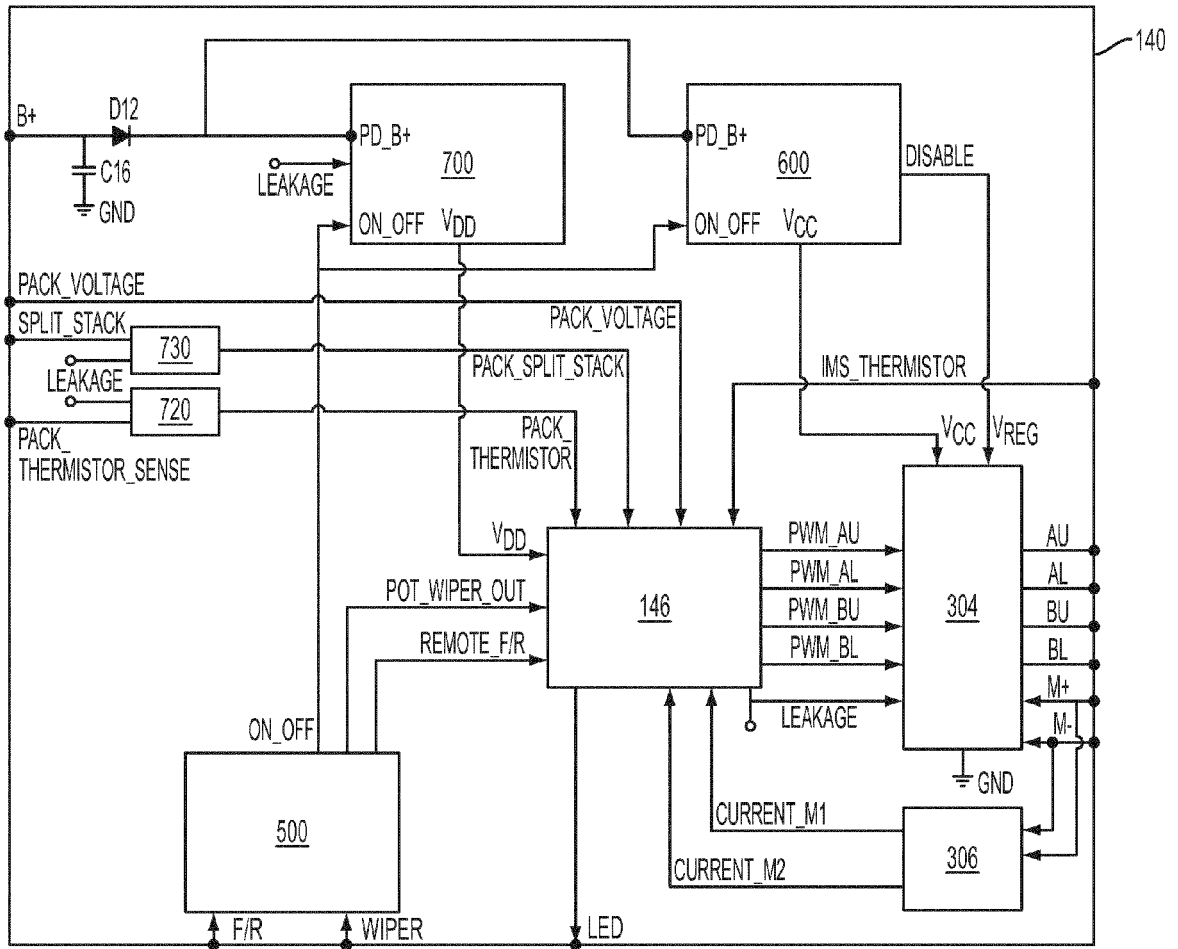 140
B+
D12
C16
GND
PD_B+
700
LEAKAGE
ON_OFF
VDD
PD_B+
600
DISABLE
ON_OFF
VCC
PACK_VOLTAGE
PACK_VOLTAGE
SPLIT_STACK
730
PACK_SPLIT_STACK
LEAKAGE
720
PACK_
THERMISTOR_SENSE
PACK_
THERMISTOR
IMS_THERMISTOR
VCC
VREG
VDD
POT_WIPER_OUT
REMOTE_F/R
146
PWM_AU
PWM_AL
PWM_BU
PWM_BL
LEAKAGE
304
AU
AL
BU
BL
M+
M-
GND
ON_OFF
500
CURRENT_M1
CURRENT_M2
306
F/R
WIPER
LED